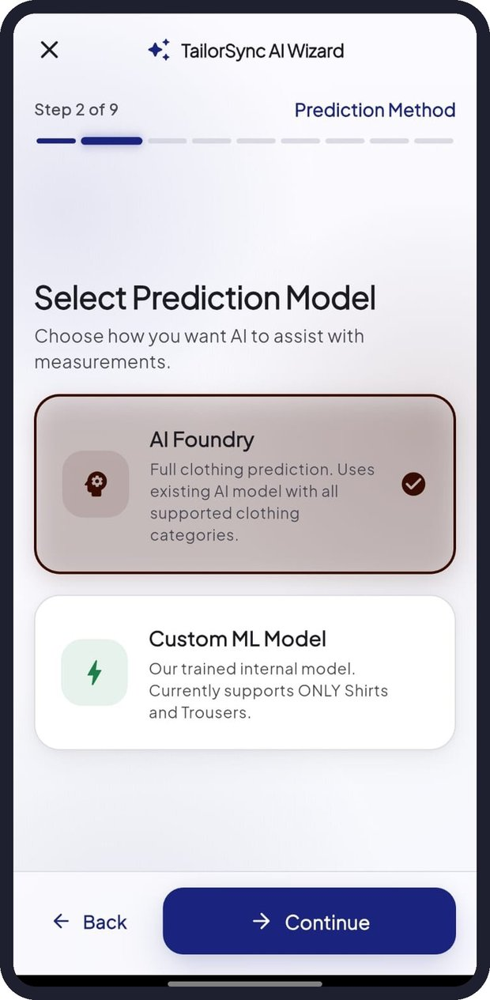 TailorSync AI Wizard
Step 2 of 9
Prediction Method
Select Prediction Model
Choose how you want AI to assist with
measurements.
AI Foundry
Full clothing prediction. Uses
existing AI model with all
supported clothing
categories.
Custom ML Model
Our trained internal model.
Currently supports ONLY Shirts
and Trousers.
Back
Continue